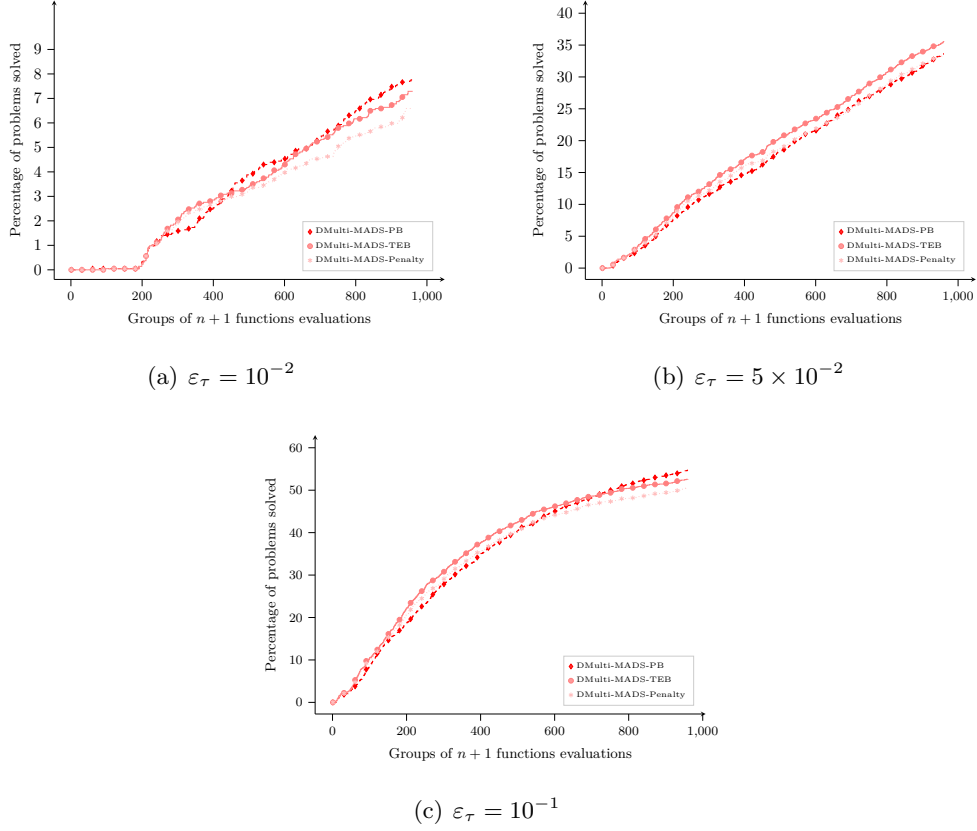 Percentage of problems solved
9
8
7
6
5
4
3
2
1
0
0 200 400 600 800 1,000
Groups of n + 1 functions evaluations
DMulti-MADS-PB
DMulti-MADS-TEB
DMulti-MADS-Penalty
(a) ε_τ = 10⁻²
Percentage of problems solved
40
35
30
25
20
15
10
5
0
0 200 400 600 800 1,000
Groups of n + 1 functions evaluations
DMulti-MADS-PB
DMulti-MADS-TEB
DMulti-MADS-Penalty
(b) ε_τ = 5 × 10⁻²
Percentage of problems solved
60
50
40
30
20
10
0
0 200 400 600 800 1,000
Groups of n + 1 functions evaluations
DMulti-MADS-PB
DMulti-MADS-TEB
DMulti-MADS-Penalty
(c) ε_τ = 10⁻¹